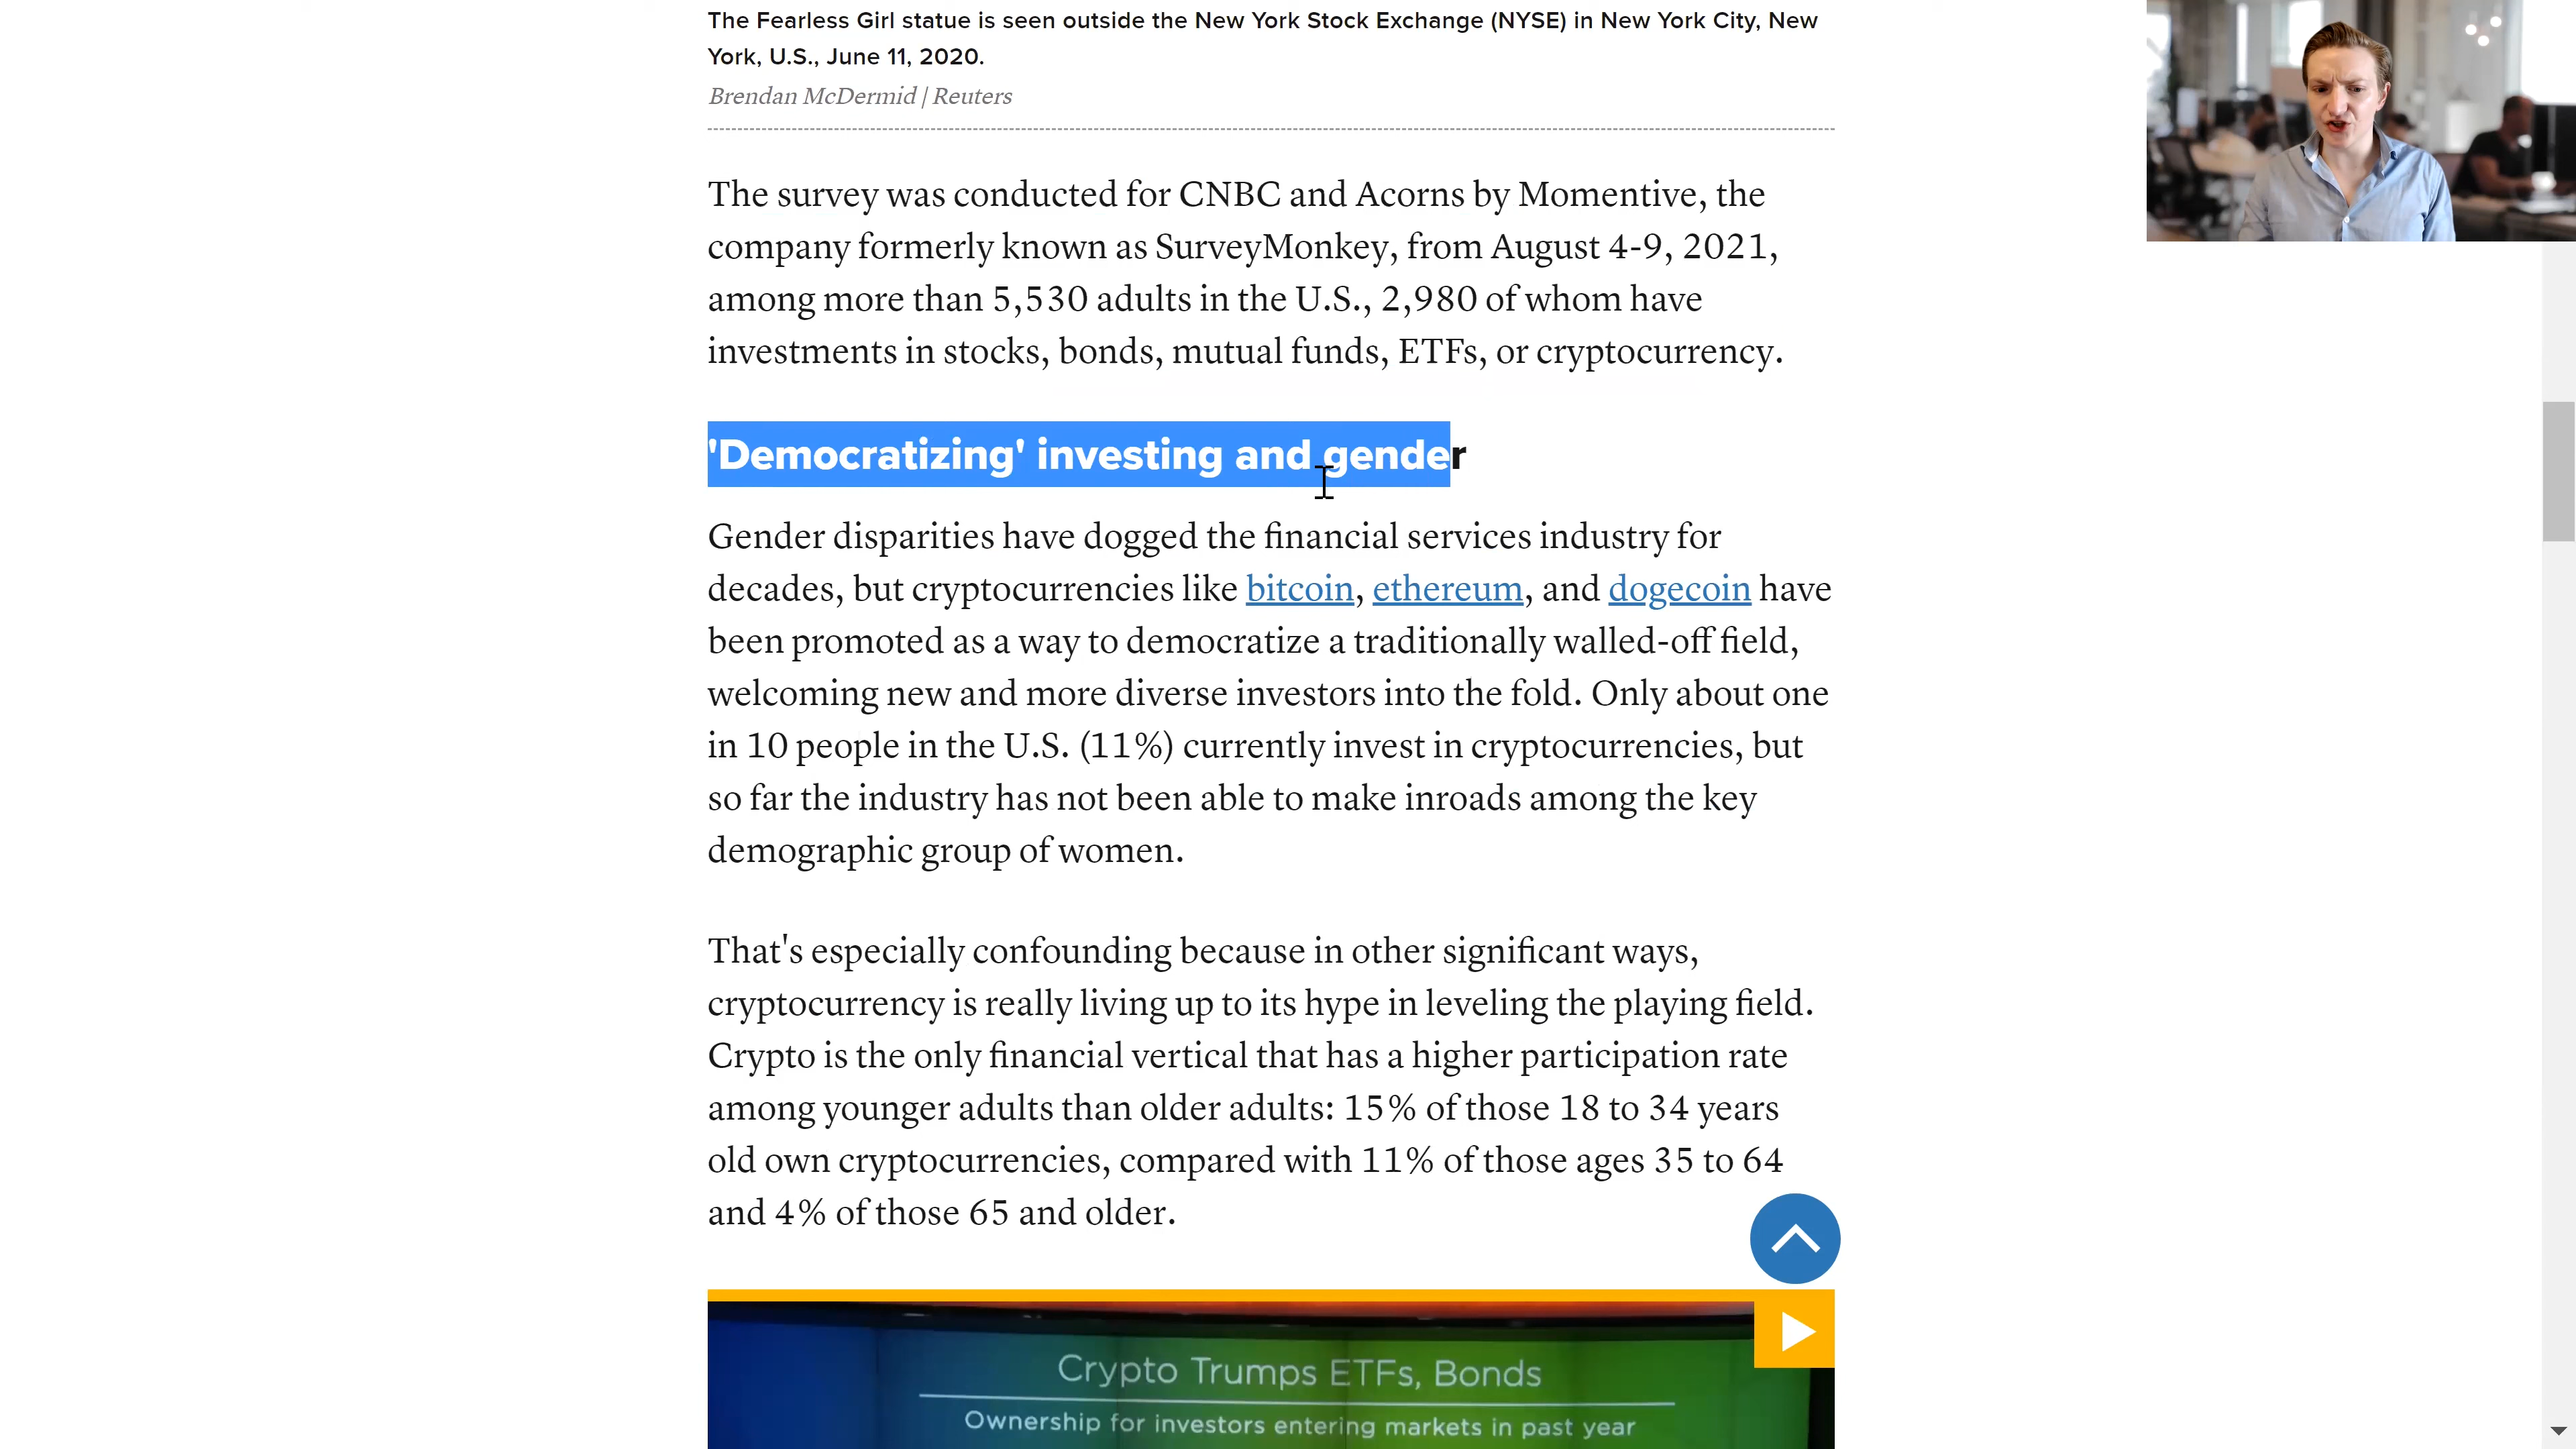 The Fearless Girl statue is seen outside the New York Stock Exchange (NYSE) in New York City, New
York, U.S., June 11, 2020.
Brendan McDermid | Reuters
The survey was conducted for CNBC and Acorns by Momentive, the
company formerly known as SurveyMonkey, from August 4-9, 2021,
among more than 5,530 adults in the U.S., 2,980 of whom have
investments in stocks, bonds, mutual funds, ETFs, or cryptocurrency.
'Democratizing' investing and gender
Gender disparities have dogged the financial services industry for
decades, but cryptocurrencies like bitcoin, ethereum, and dogecoin have
been promoted as a way to democratize a traditionally walled-off field,
welcoming new and more diverse investors into the fold. Only about one
in 10 people in the U.S. (11%) currently invest in cryptocurrencies, but
so far the industry has not been able to make inroads among the key
demographic group of women.
That's especially confounding because in other significant ways,
cryptocurrency is really living up to its hype in leveling the playing field.
Crypto is the only financial vertical that has a higher participation rate
among younger adults than older adults: 15% of those 18 to 34 years
old own cryptocurrencies, compared with 11% of those ages 35 to 64
and 4% of those 65 and older.
Crypto Trumps ETFs, Bonds
Ownership for investors entering markets in past year